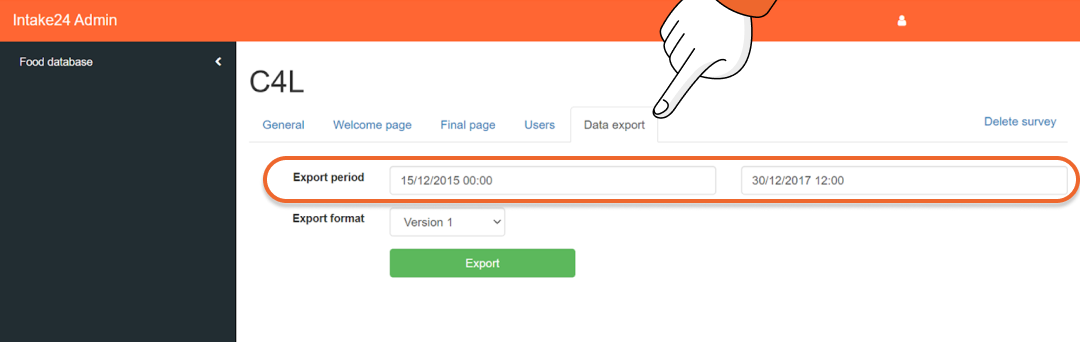 Intake24 Admin
Food database
C4L
General Welcome page Final page Users Data export Delete survey
Export period 15/12/2015 00:00 30/12/2017 12:00
Export format Version 1
Export